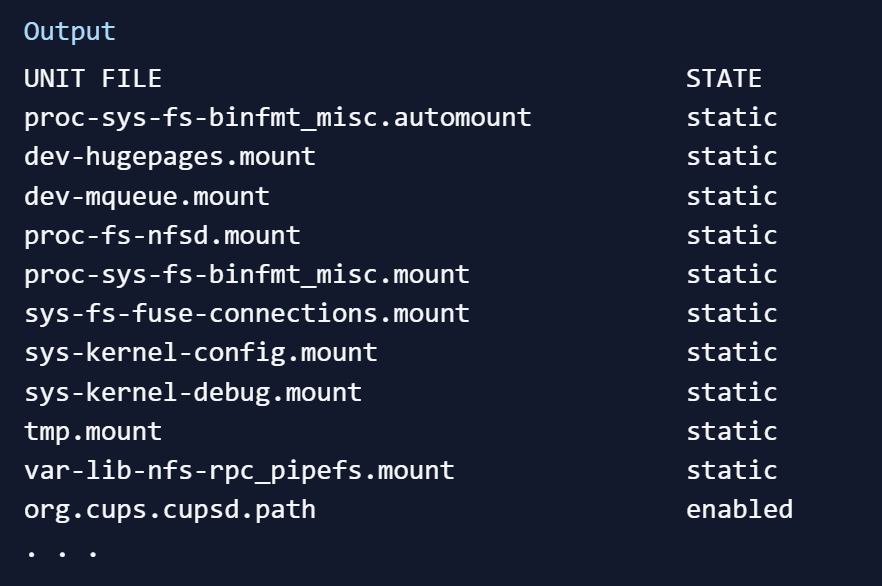 Output
UNIT FILE STATE
proc-sys-fs-binfmt_misc.automount static
dev-hugepages.mount static
dev-mqueue.mount static
proc-fs-nfsd.mount static
proc-sys-fs-binfmt_misc.mount static
sys-fs-fuse-connections.mount static
sys-kernel-config.mount static
sys-kernel-debug.mount static
tmp.mount static
var-lib-nfs-rpc_pipefs.mount static
org.cups.cupsd.path enabled
. . .